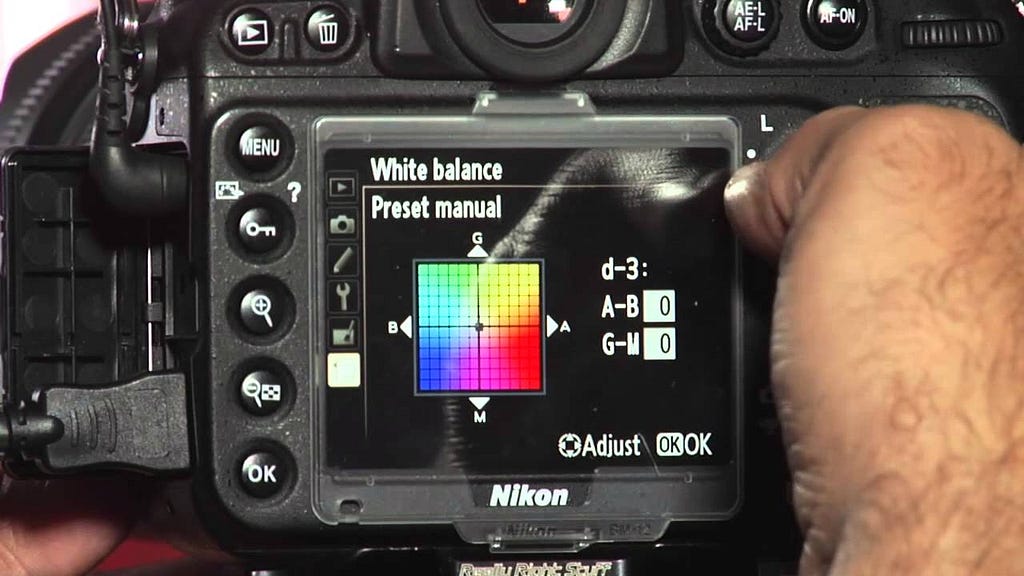 AE-L
AF-L
AF-ON
MENU
L
?
White balance
Preset manual
G
B
A
M
d-3:
A-B 0
G-M 0
Adjust OK OK
OK
Nikon
Nikon
Really Right Stuff